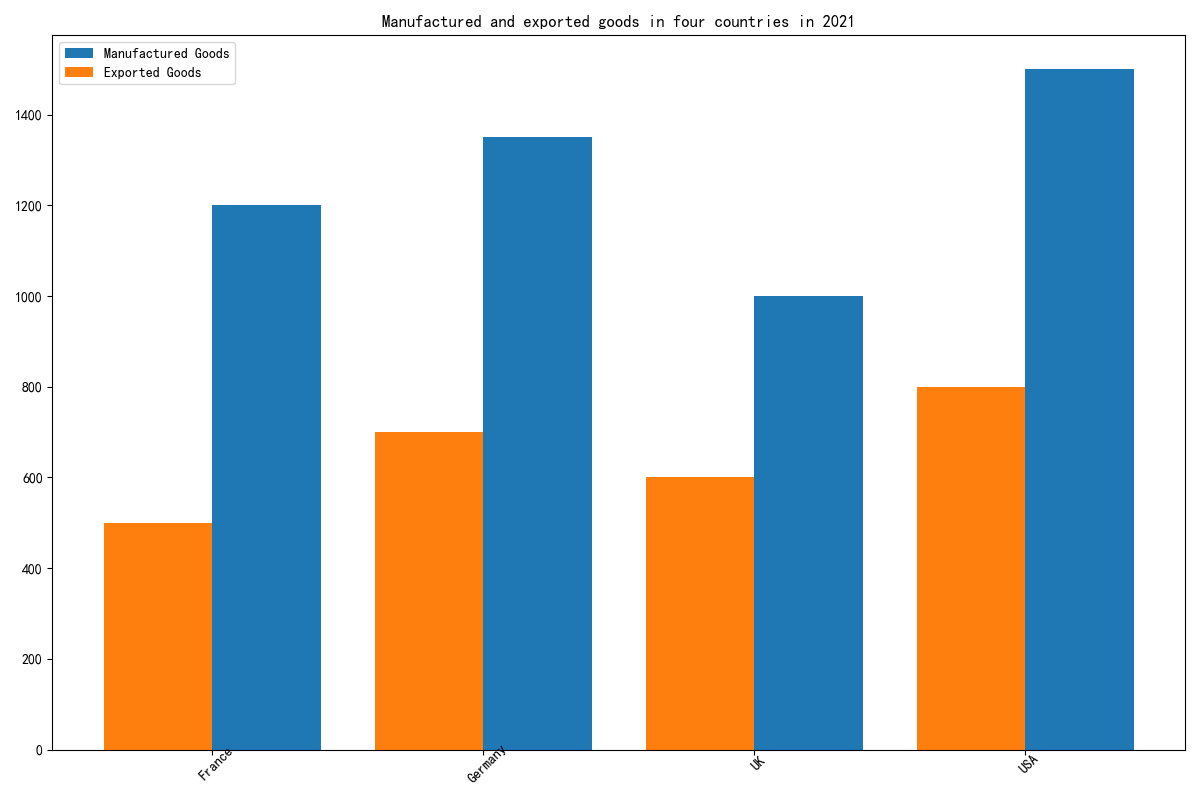 Manufactured and exported goods in four countries in 2021
Manufactured Goods
Exported Goods
1400
1200
1000
800
600
400
200
0
France
Germany
UK
USA